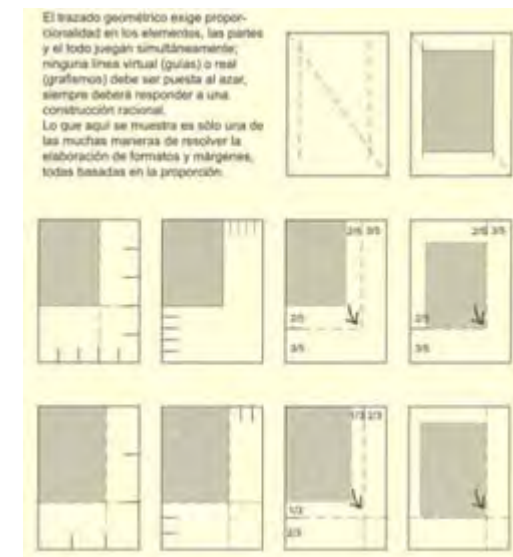 El trazado geométrico exige propor-
cionalidad en los elementos, las partes
y el todo juegan simultáneamente;
ninguna línea virtual (guías) o real
(grafismos) debe ser puesta al azar,
siempre deberá responder a una
construcción racional.
Lo que aquí se muestra es sólo una de
las muchas maneras de resolver la
elaboración de formatos y márgenes,
todas basadas en la proporción.
2/5 3/5
2/5 3/5
2/5
2/5
3/5
3/5
1/3 2/3
1/3
2/3